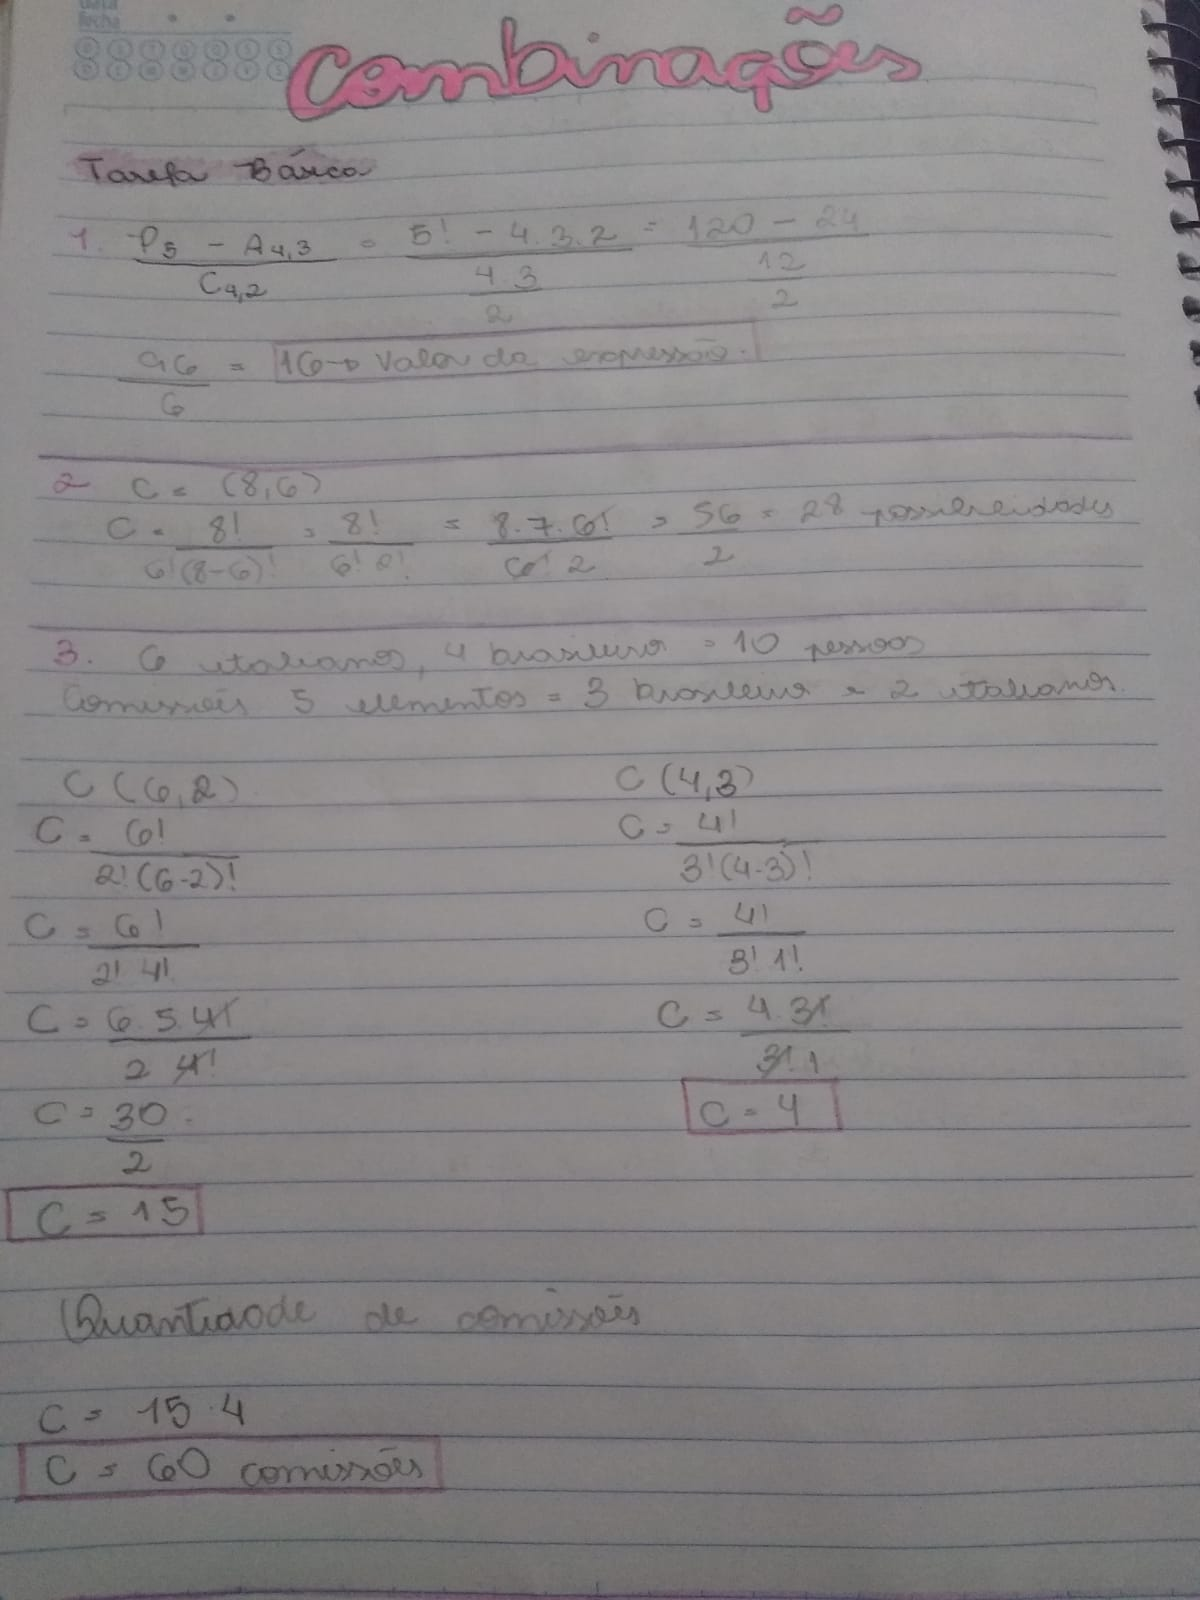 Data
fecha
Combinações
Tarefa Básica
1. P5 - A4,3 / C4,2 = 5! - 4.3.2 / 4.3/2 = 120 - 24 / 12/2
96/6 = 16→ Valor da expressão.
2 C = (8,6)
C = 8! / 6!(8-6)! = 8! / 6! 2! = 8.7.6! / 6! 2 = 56/2 = 28 possibilidades
3. 6 italianos, 4 brasileiro = 10 pessoas
Comissões 5 elementos = 3 brasileiro e 2 italianos.
C (6,2) C (4,3)
C = 6! / 2!(6-2)! C = 4! / 3!(4-3)!
C = 6! / 2! 4! C = 4! / 3! 1!
C = 6.5.4! / 2 4! C = 4.3! / 3! 1
C = 30/2 C = 4
C = 15
Quantidade de comissões
C = 15.4
C = 60 comissões